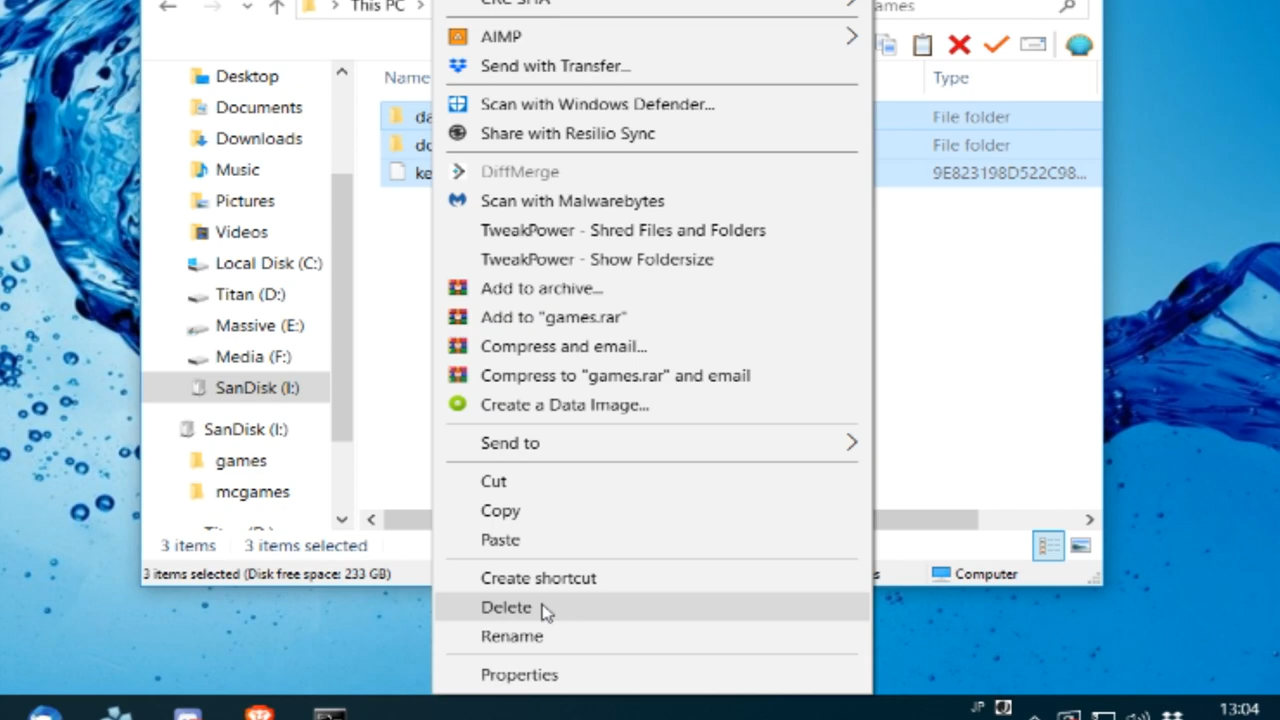 This PC
ames
AIMP
Send with Transfer...
Scan with Windows Defender...
Share with Resilio Sync
DiffMerge
Scan with Malwarebytes
TweakPower - Shred Files and Folders
TweakPower - Show Foldersize
Add to archive...
Add to "games.rar"
Compress and email...
Compress to "games.rar" and email
Create a Data Image...
Send to
Cut
Copy
Paste
Create shortcut
Delete
Rename
Properties
Desktop
Documents
Downloads
Music
Pictures
Videos
Local Disk (C:)
Titan (D:)
Massive (E:)
Media (F:)
SanDisk (I:)
SanDisk (I:)
games
mcgames
Name
da
do
ke
Type
File folder
File folder
9E823198D522C98...
3 items
3 items selected
3 items selected (Disk free space: 233 GB)
s
Computer
JP
13:04